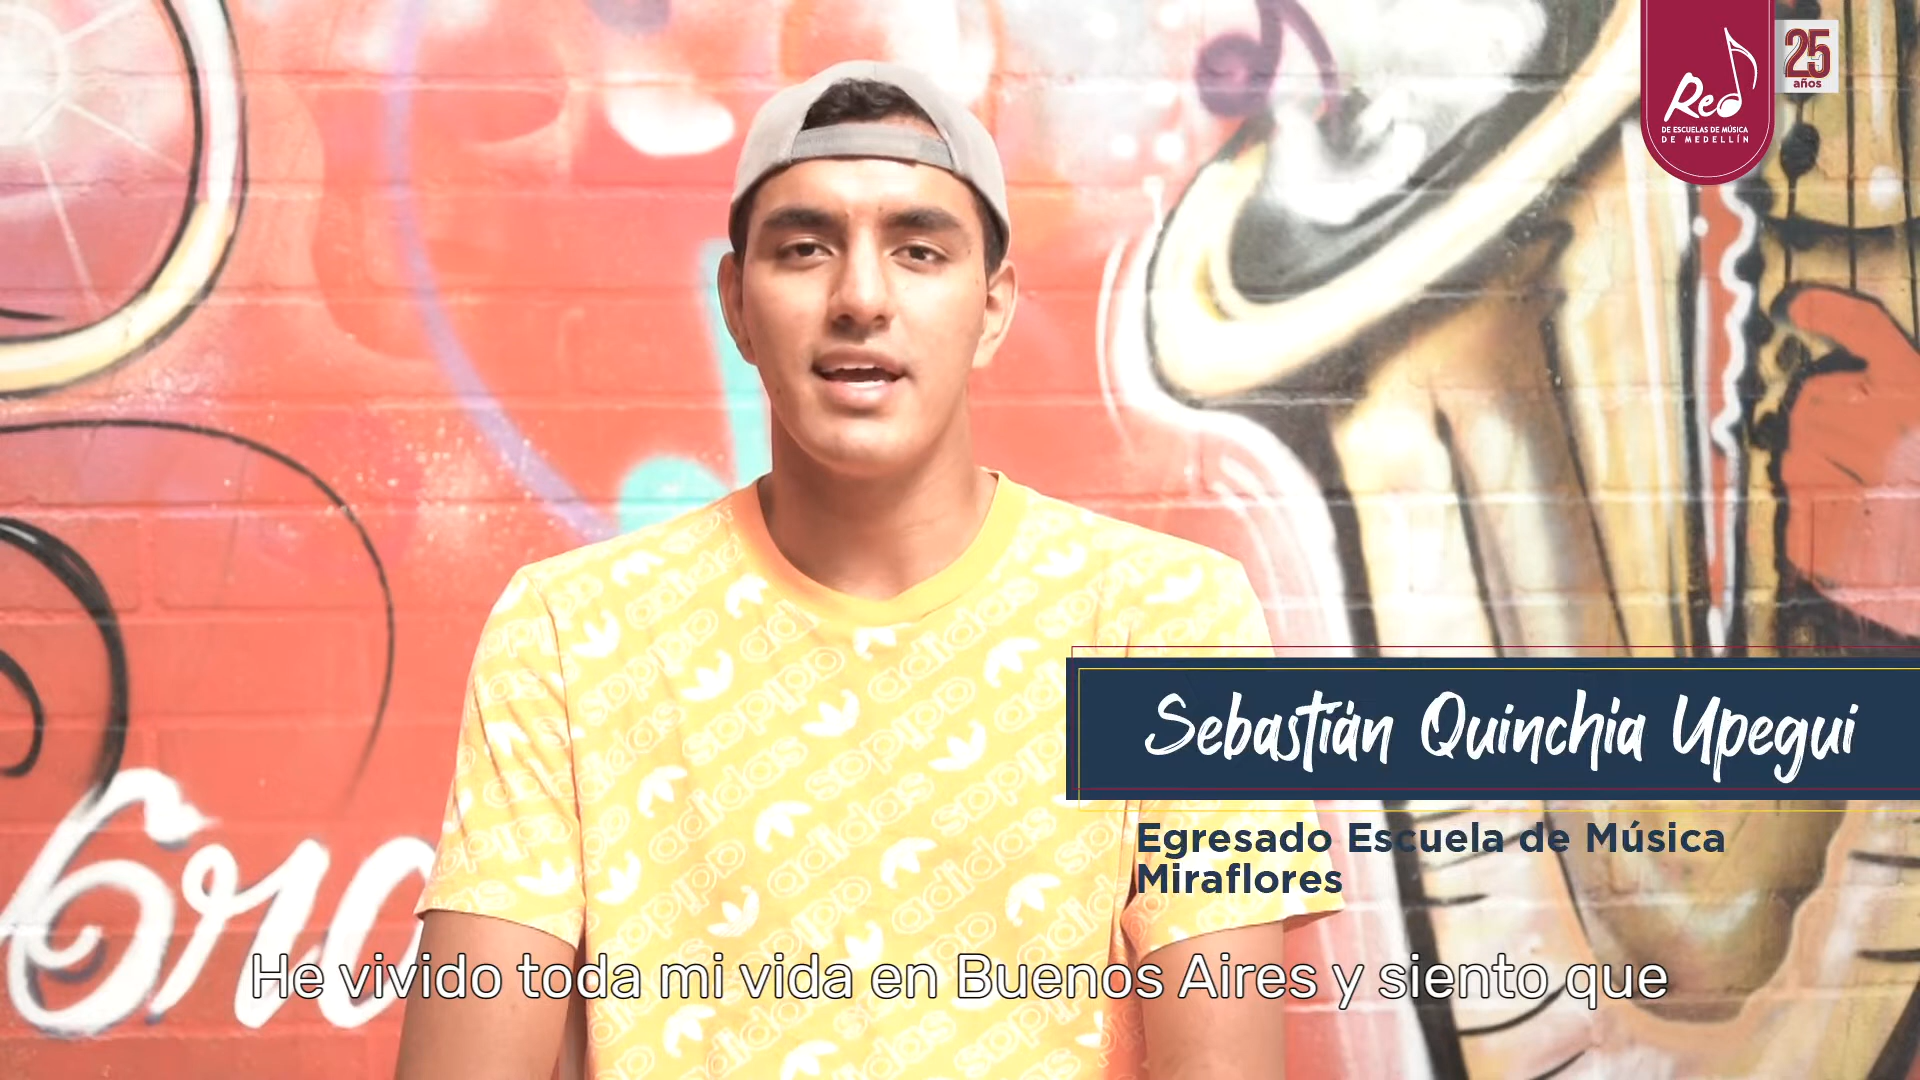 25
años
Red
DE ESCUELAS DE MÚSICA
DE MEDELLÍN
adidas
Sebastián Quinchia Upegui
Egresado Escuela de Música
Miraflores
He vivido toda mi vida en Buenos Aires y siento que